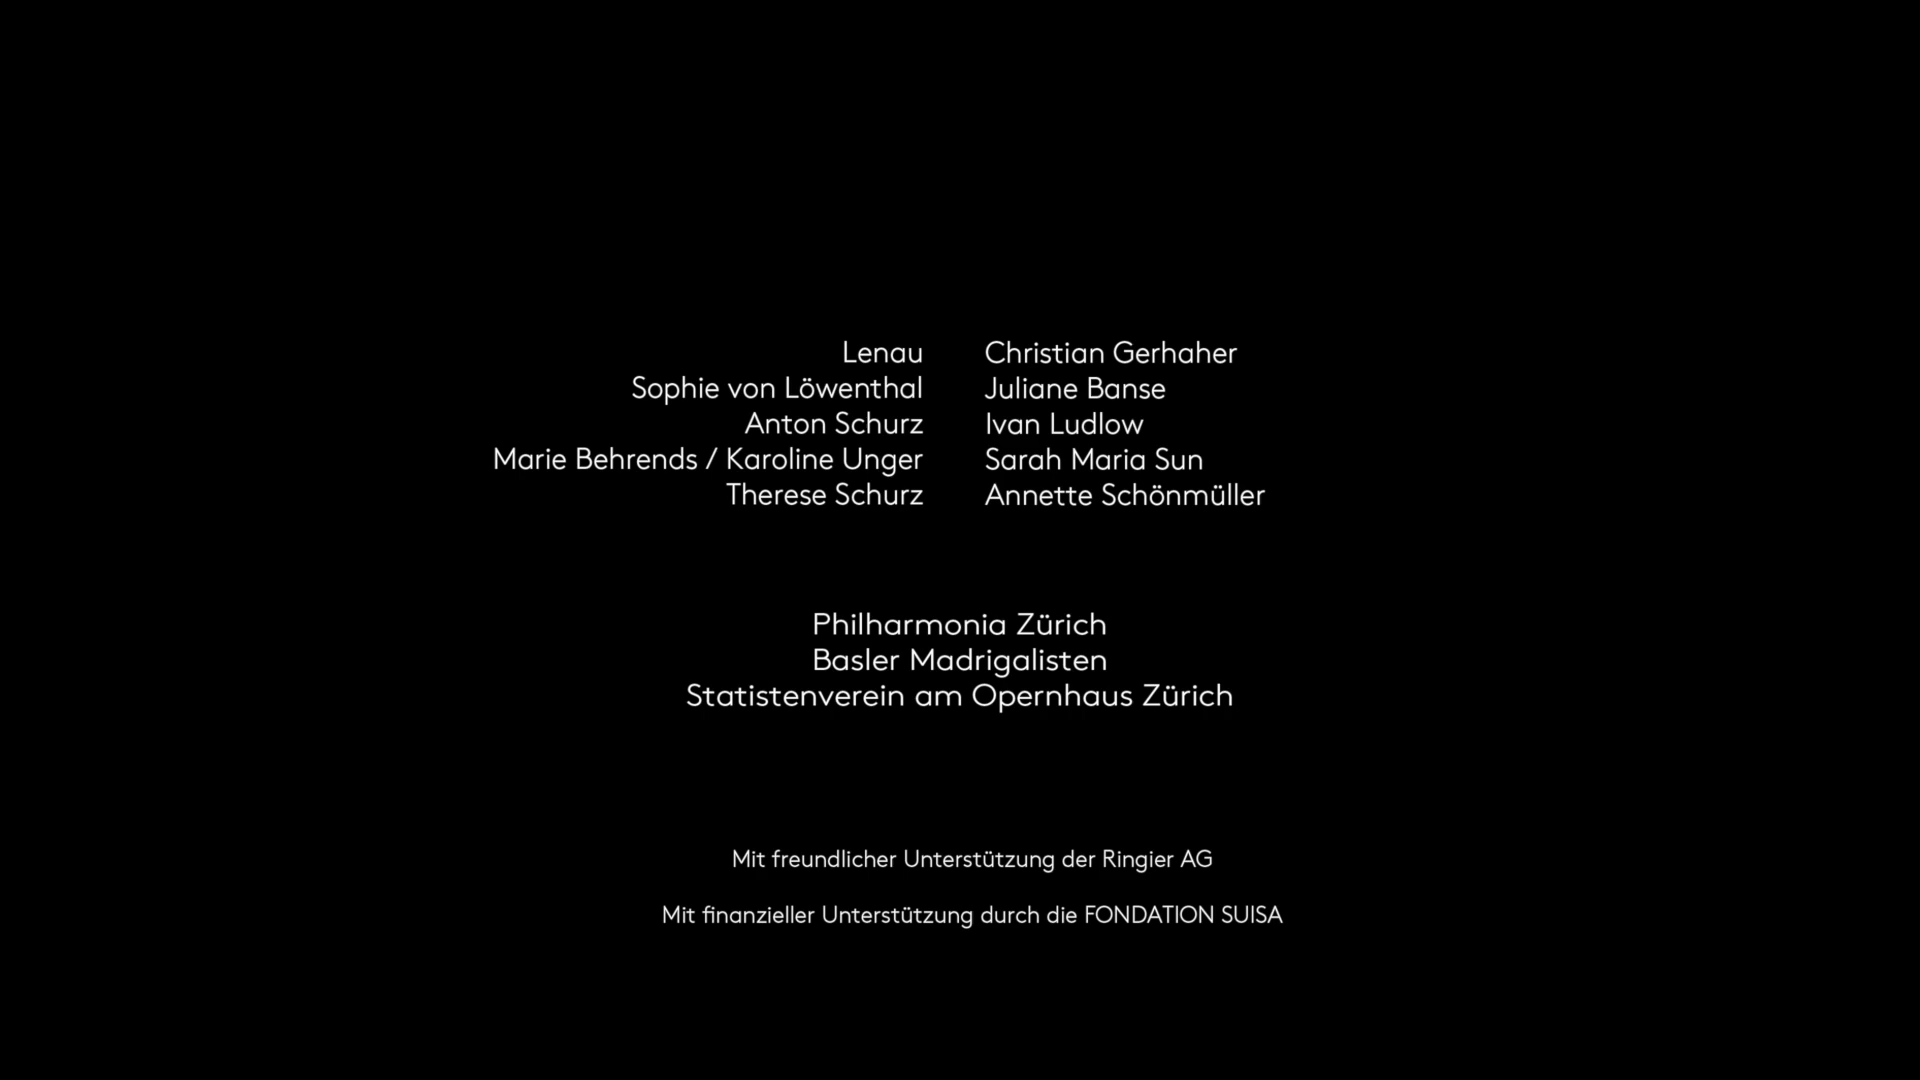 Lenau Christian Gerhaher
Sophie von Löwenthal Juliane Banse
Anton Schurz Ivan Ludlow
Marie Behrends / Karoline Unger Sarah Maria Sun
Therese Schurz Annette Schönmüller
Philharmonia Zürich
Basler Madrigalisten
Statistenverein am Opernhaus Zürich
Mit freundlicher Unterstützung der Ringier AG
Mit finanzieller Unterstützung durch die FONDATION SUISA